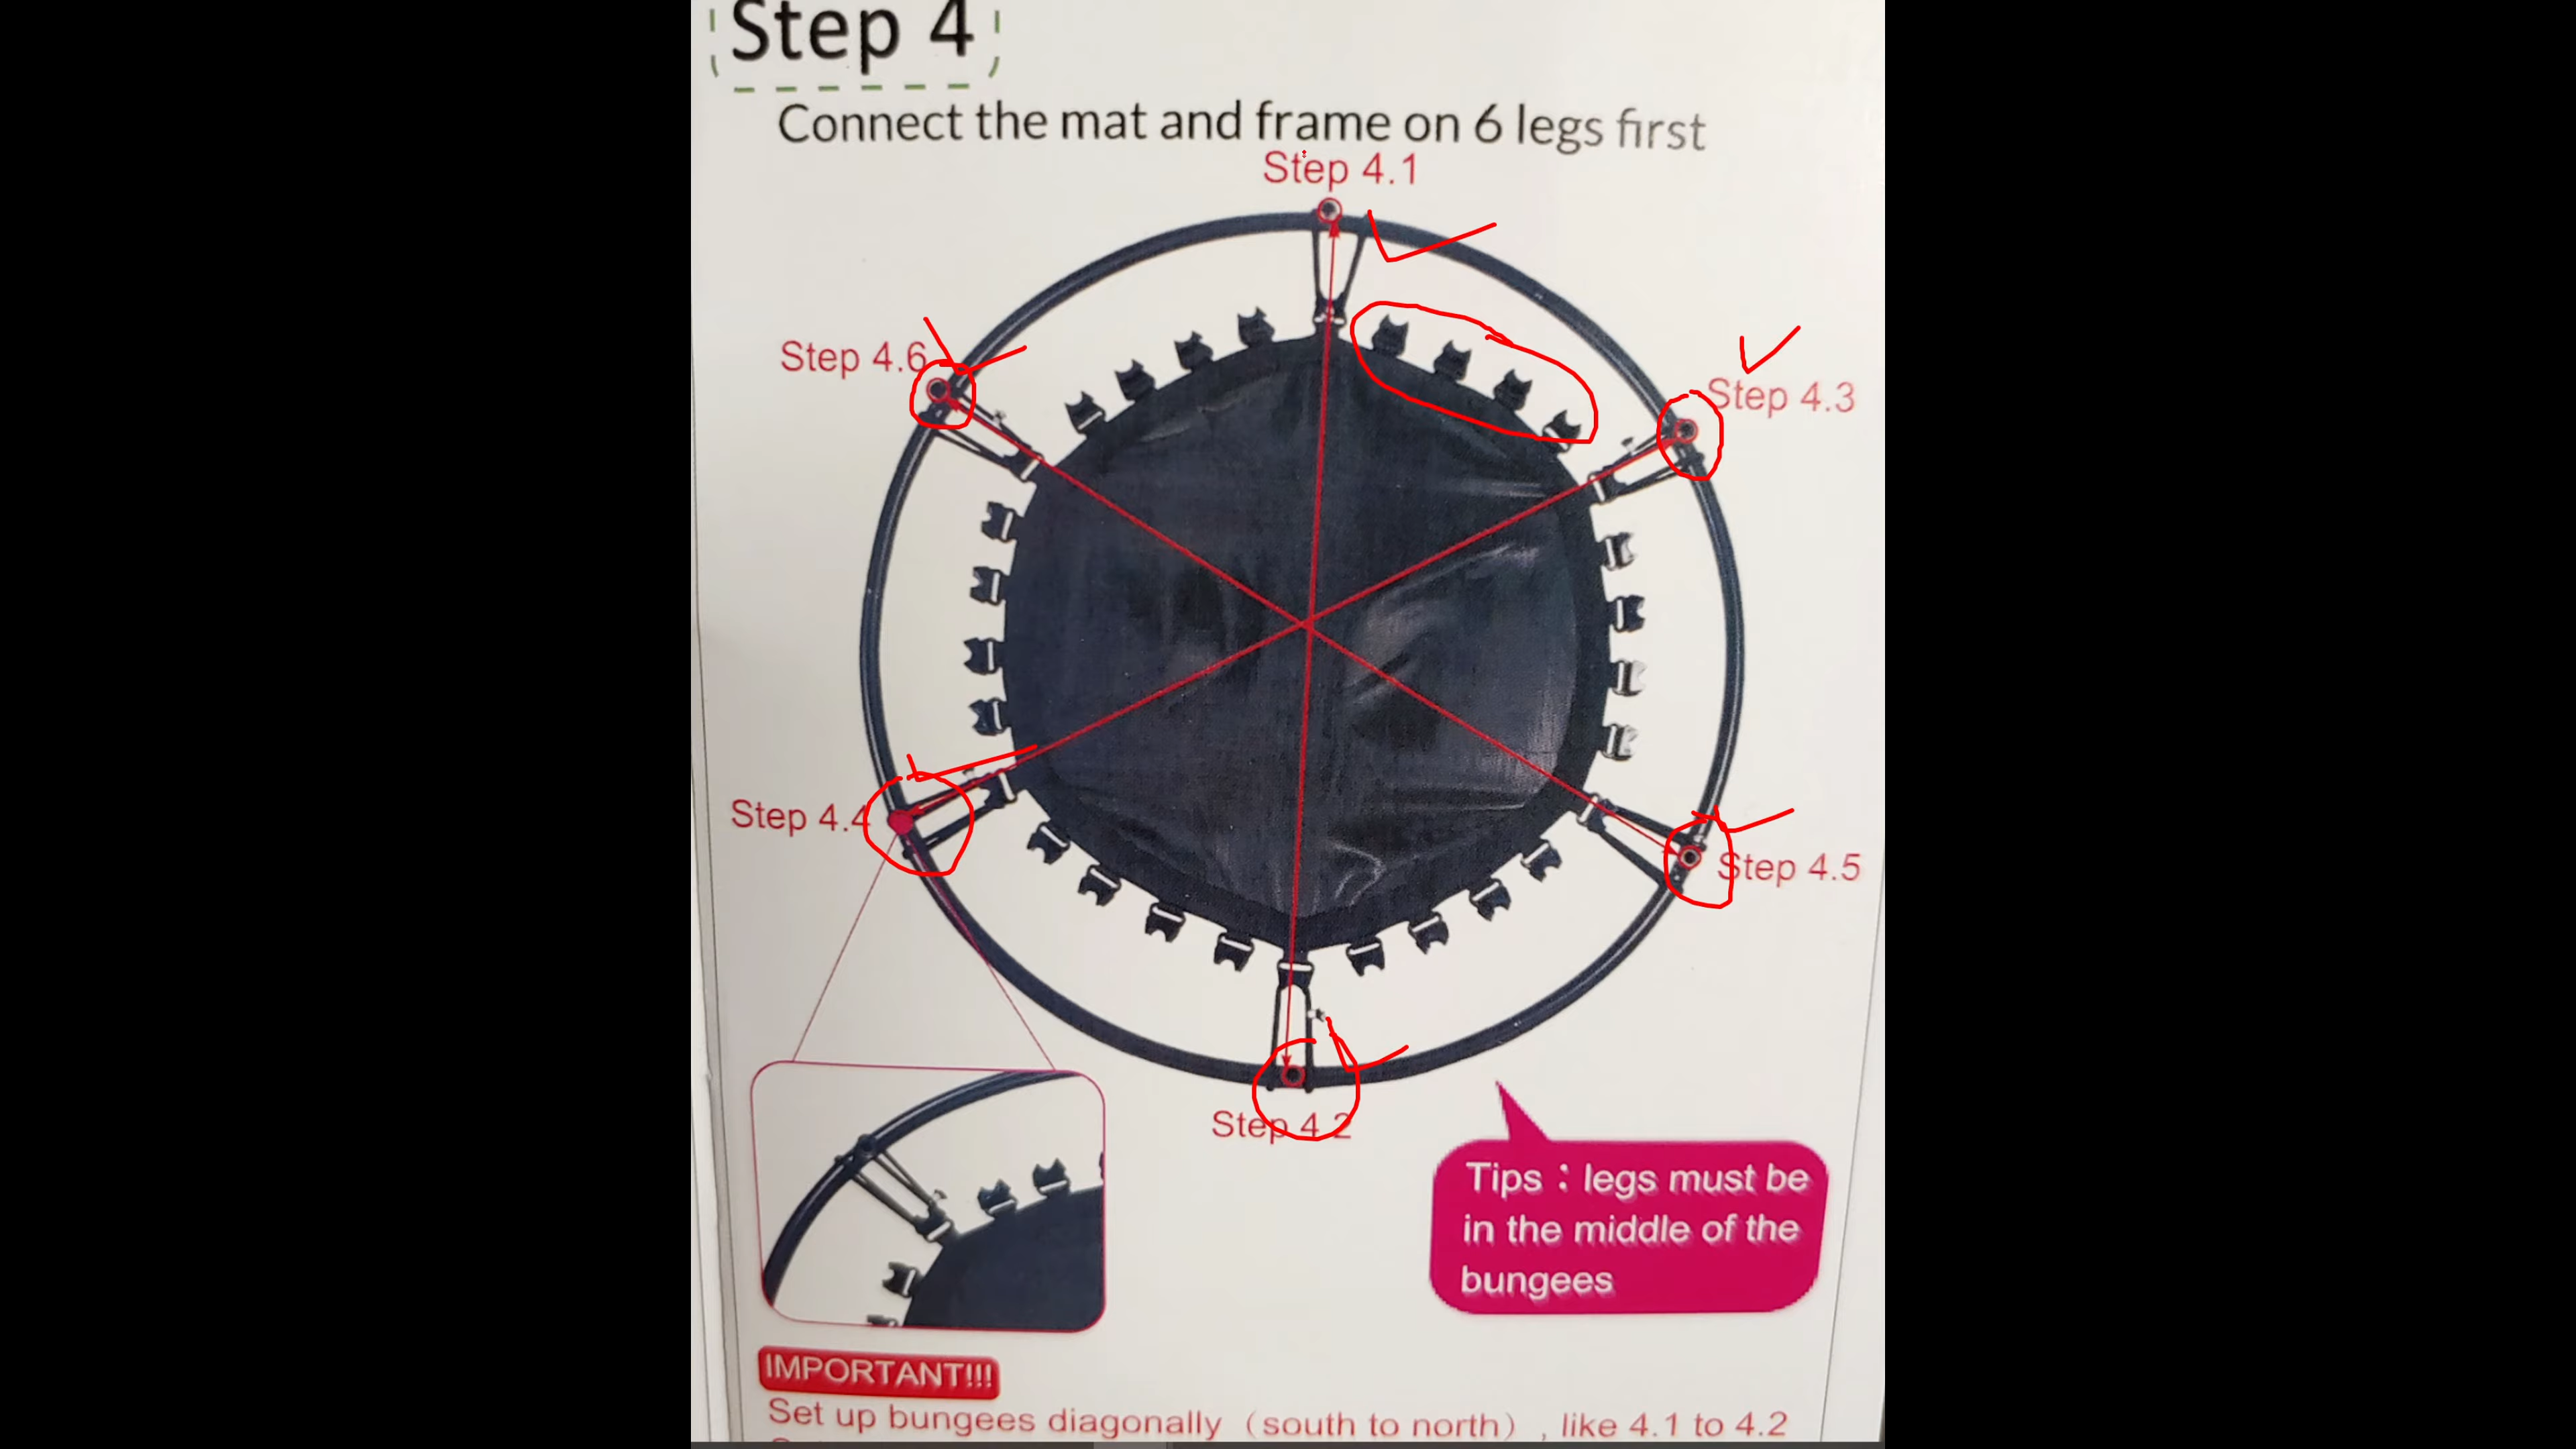 Step 4
Connect the mat and frame on 6 legs first
Step 4.1
Step 4.6
Step 4.3
Step 4.4
Step 4.5
Step 4.2
Tips : legs must be
in the middle of the
bungees
IMPORTANT!!!
Set up bungees diagonally (south to north) , like 4.1 to 4.2